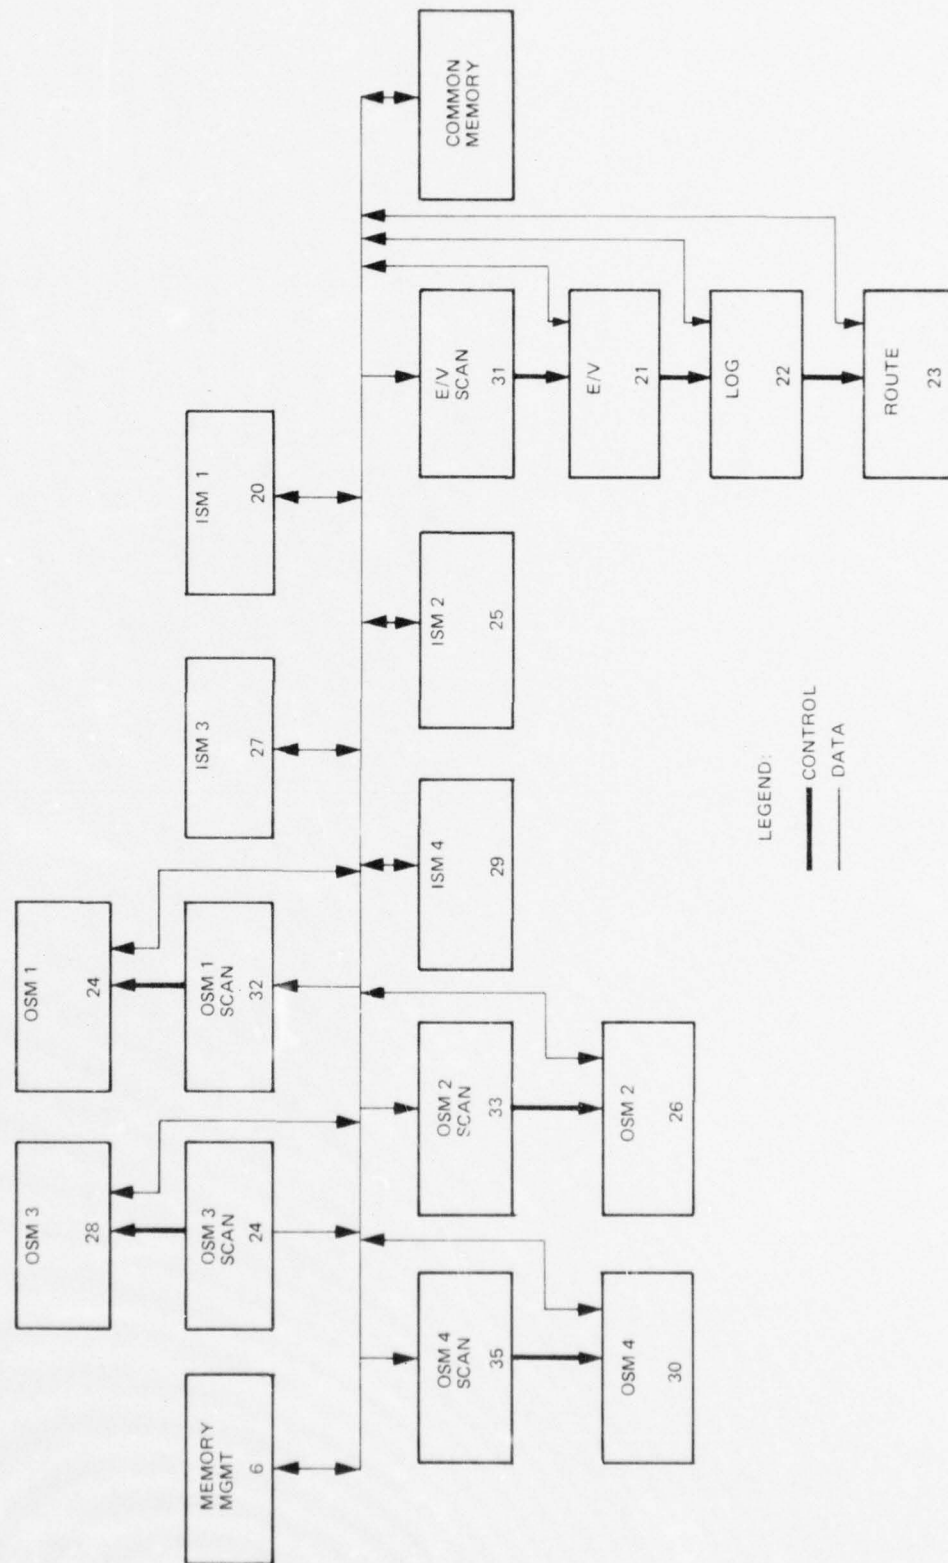 OSM 3
28
OSM 1
24
MEMORY
MGMT
6
OSM 3
SCAN
24
OSM 1
SCAN
32
ISM 3
27
ISM 1
20
OSM 4
SCAN
35
OSM 2
SCAN
33
ISM 4
29
ISM 2
25
E/V
SCAN
31
COMMON
MEMORY
OSM 4
30
OSM 2
26
E/V
21
LOG
22
ROUTE
23
LEGEND:
CONTROL
DATA